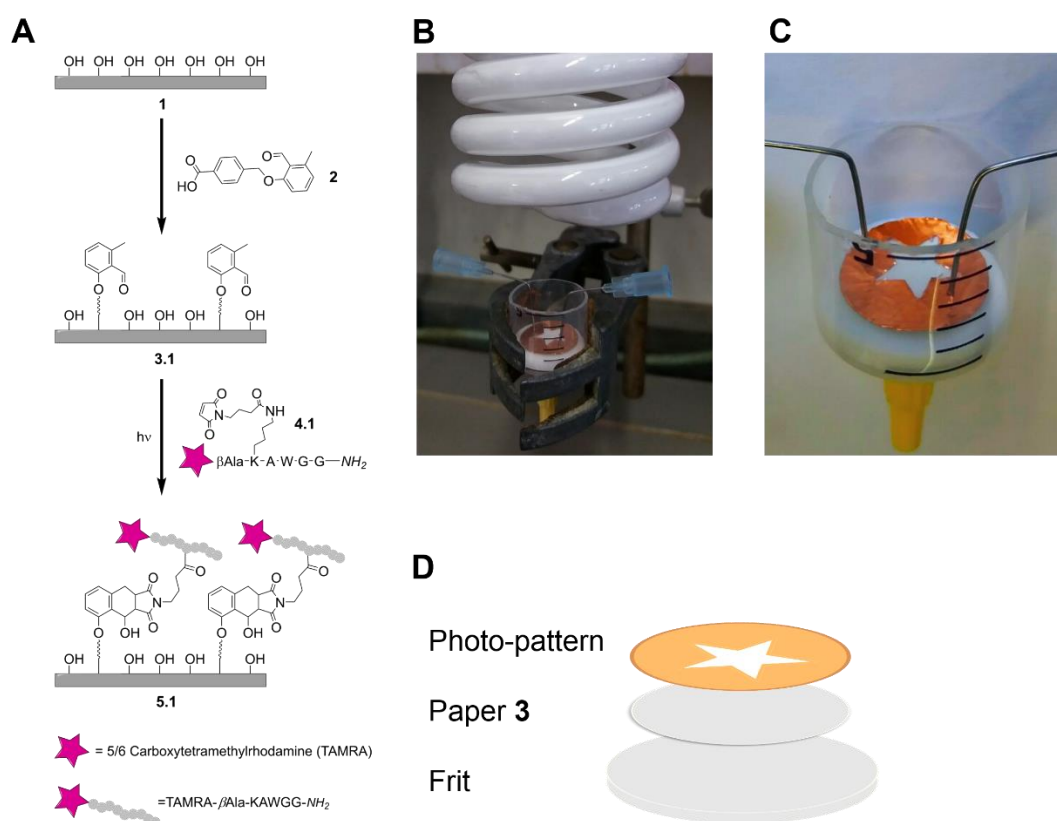 A
OH OH OH OH OH OH OH
1
O
HO
O
O
2
O
O
O
O
OH OH OH OH OH
3.1
hν
O
N
O
O
NH
4.1
βAla-K-A-W-G-G—NH₂
O
O
N
O
OH
O
O
O
N
O
OH
O
OH OH OH OH OH
5.1
= 5/6 Carboxytetramethylrhodamine (TAMRA)
=TAMRA-βAla-KAWGG-NH₂
B
C
D
Photo-pattern
Paper 3
Frit